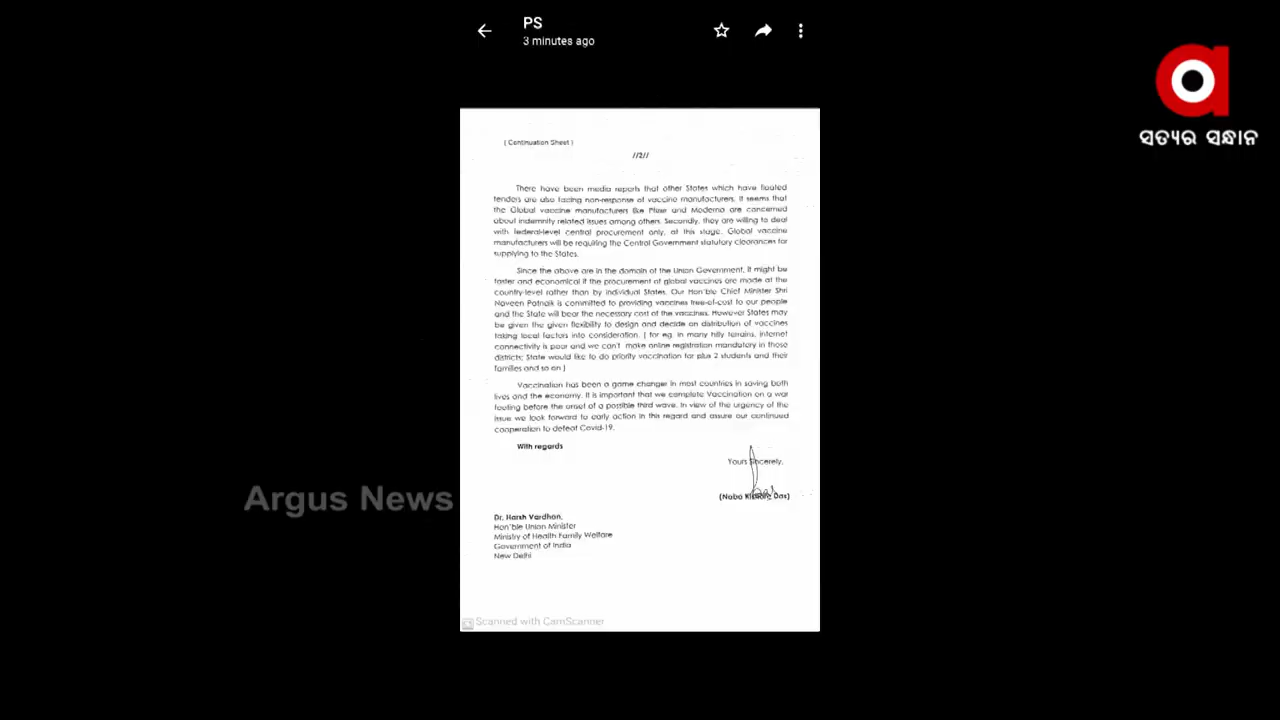 PS
3 minutes ago
ସତ୍ୟର ସନ୍ଧାନ
( Continuation Sheet )
//2//
There have been media reports that other States which have floated
tenders are also facing non-response of vaccine manufacturers. It seems that
the Global vaccine manufacturers like Pfizer and Moderna are concerned
about indemnity related issues among others. Secondly, they are willing to deal
with federal-level central procurement only, at this stage. Global vaccine
manufacturers will be requiring the Central Government statutory clearances for
supplying to the States.
Since the above are in the domain of the Union Government, it might be
faster and economical if the procurement of global vaccines are made at the
country-level rather than by individual States. Our Hon'ble Chief Minister Shri
Naveen Patnaik is committed to providing vaccines free-of-cost to our people
and the State will bear the necessary cost of the vaccines. However States may
be given the given flexibility to design and decide on distribution of vaccines
taking local factors into consideration. ( for eg. in many hilly terrains, internet
connectivity is poor and we can't make online registration mandatory in those
districts; State would like to do priority vaccination for plus 2 students and their
families and so on )
Vaccination has been a game changer in most countries in saving both
lives and the economy. It is important that we complete Vaccination on a war
footing before the onset of a possible third wave. In view of the urgency of the
issue we look forward to early action in this regard and assure our continued
cooperation to defeat Covid-19.
With regards
Yours Sincerely,
(Naba Kishore Das)
Argus News
Dr. Harsh Vardhan,
Hon'ble Union Minister
Ministry of Health Family Welfare
Government of India
New Delhi
Scanned with CamScanner